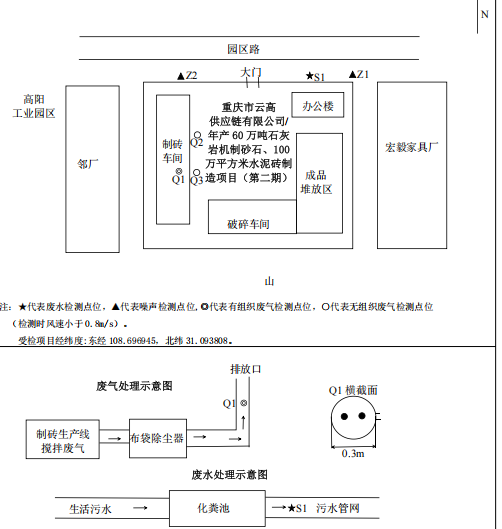 N
园区路
▲Z2
大门
★S1
▲Z1
高阳
工业园区
邻厂
制砖
车间
◎
Q1
Q2
Q3
重庆市云高
供应链有限公司/
年产 60 万吨石灰
岩机制砂石、100
万平方米水泥砖制
造项目（第二期）
办公楼
成品
堆放区
破碎车间
宏毅家具厂
山
注：★代表废水检测点位，▲代表噪声检测点位,◎代表有组织废气检测点位，〇代表无组织废气检测点位
（检测时风速小于 0.8m/s）。
受检项目经纬度:东经 108.696945，北纬 31.093808。
废气处理示意图
排放口
Q1 ◎
制砖生产线
搅拌废气
布袋除尘器
Q1 横截面
0.3m
废水处理示意图
生活污水
化粪池
★S1 污水管网